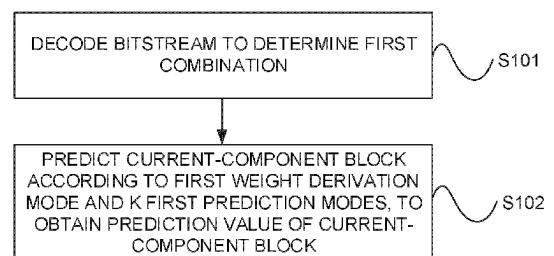 DECODE BITSTREAM TO DETERMINE FIRST
COMBINATION
S101
PREDICT CURRENT-COMPONENT BLOCK
ACCORDING TO FIRST WEIGHT DERIVATION
MODE AND K FIRST PREDICTION MODES, TO
OBTAIN PREDICTION VALUE OF CURRENT-
COMPONENT BLOCK
S102